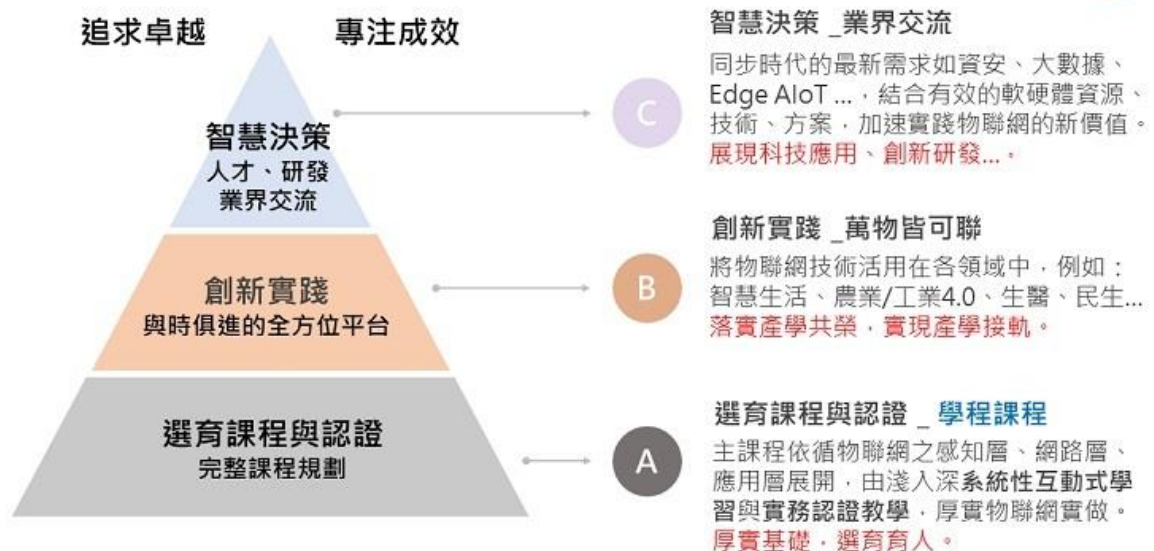 追求卓越
專注成效
智慧決策
人才、研發
業界交流
創新實踐
與時俱進的全方位平台
選育課程與認證
完整課程規劃
C
智慧決策 _業界交流
同步時代的最新需求如資安、大數據、
Edge AIoT ...，結合有效的軟硬體資源、
技術、方案，加速實踐物聯網的新價值。
展現科技應用、創新研發...。
B
創新實踐 _萬物皆可聯
將物聯網技術活用在各領域中，例如：
智慧生活、農業/工業4.0、生醫、民生...
落實產學共榮，實現產學接軌。
A
選育課程與認證 _ 學程課程
主課程依循物聯網之感知層、網路層、
應用層展開，由淺入深系統性互動式學
習與實務認證教學，厚實物聯網實做。
厚實基礎，選育育人。